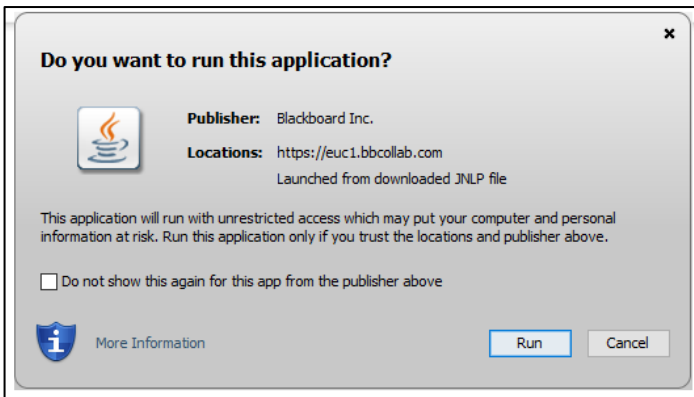 Do you want to run this application?
Publisher: Blackboard Inc.
Locations: https://euc1.bbcollab.com
Launched from downloaded JNLP file
This application will run with unrestricted access which may put your computer and personal
information at risk. Run this application only if you trust the locations and publisher above.
Do not show this again for this app from the publisher above
More Information
Run Cancel